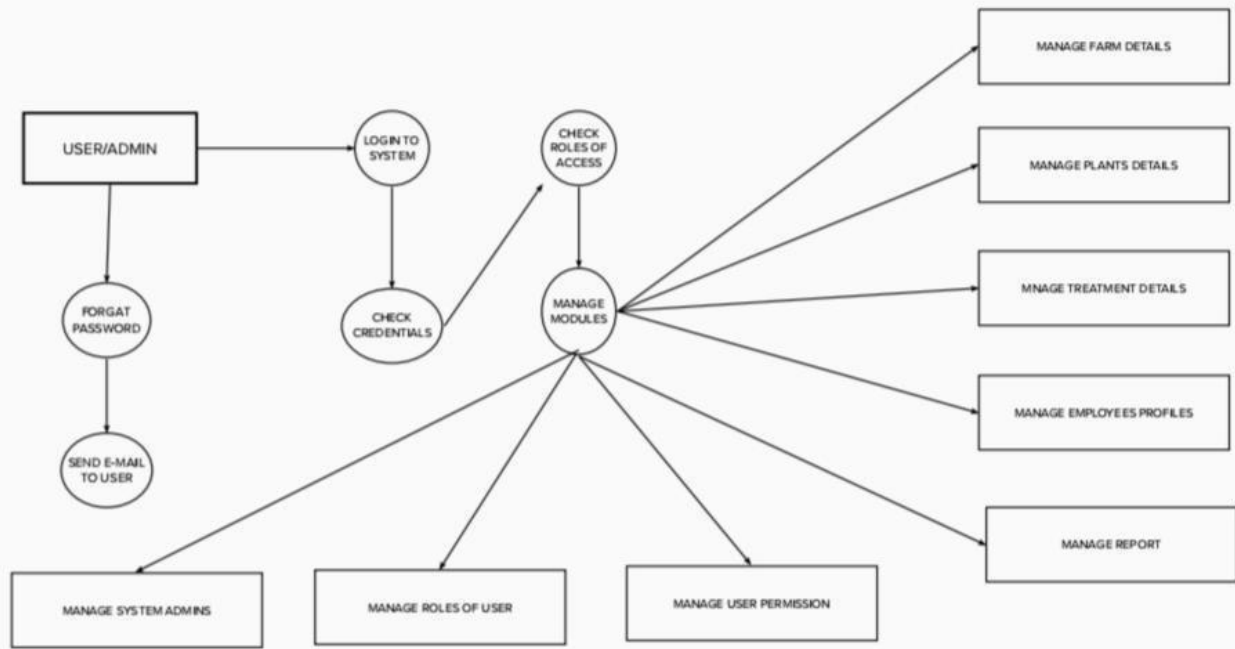 MANAGE FARM DETAILS
USER/ADMIN
LOGIN TO
SYSTEM
CHECK
ROLES OF
ACCESS
MANAGE PLANTS DETAILS
FORGAT
PASSWORD
CHECK
CREDENTIALS
MANAGE
MODULES
MNAGE TREATMENT DETAILS
MANAGE EMPLOYEES PROFILES
SEND E-MAIL
TO USER
MANAGE REPORT
MANAGE SYSTEM ADMINS
MANAGE ROLES OF USER
MANAGE USER PERMISSION